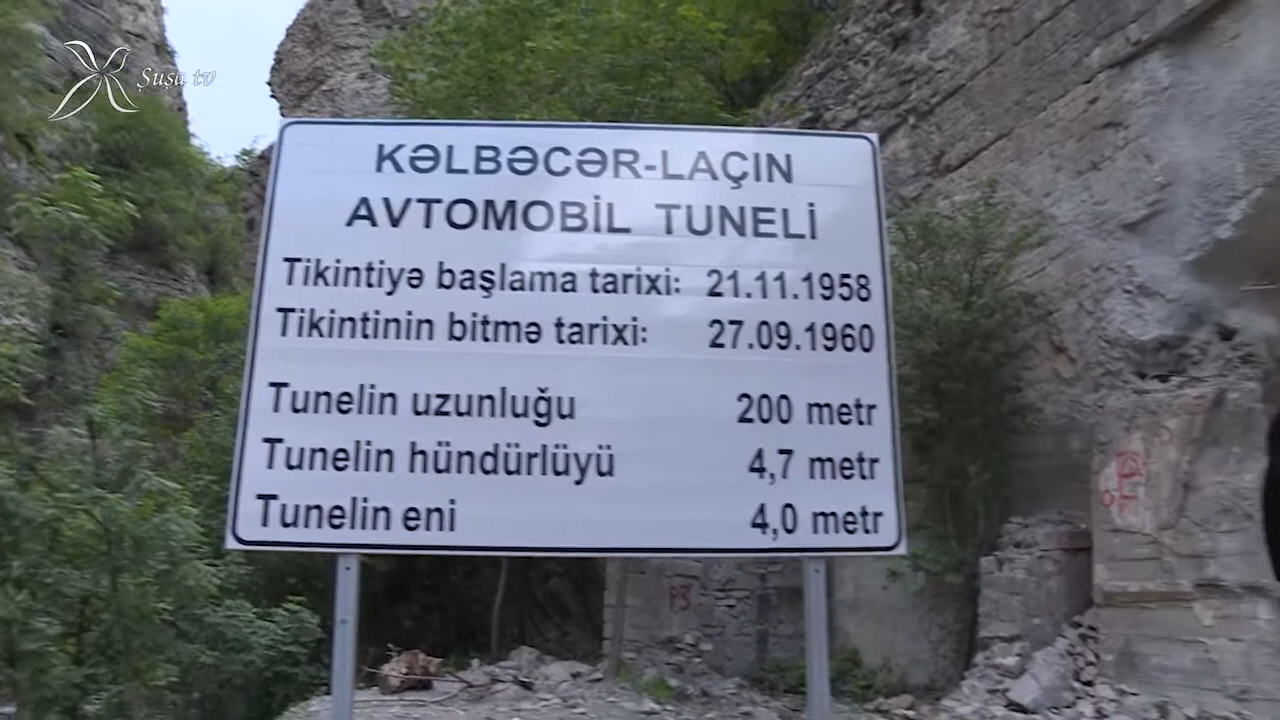 Şuşa tv
KƏLBƏCƏR-LAÇIN
AVTOMOBİL TUNELİ
Tikintiyə başlama tarixi: 21.11.1958
Tikintinin bitmə tarixi: 27.09.1960
Tunelin uzunluğu 200 metr
Tunelin hündürlüyü 4,7 metr
Tunelin eni 4,0 metr